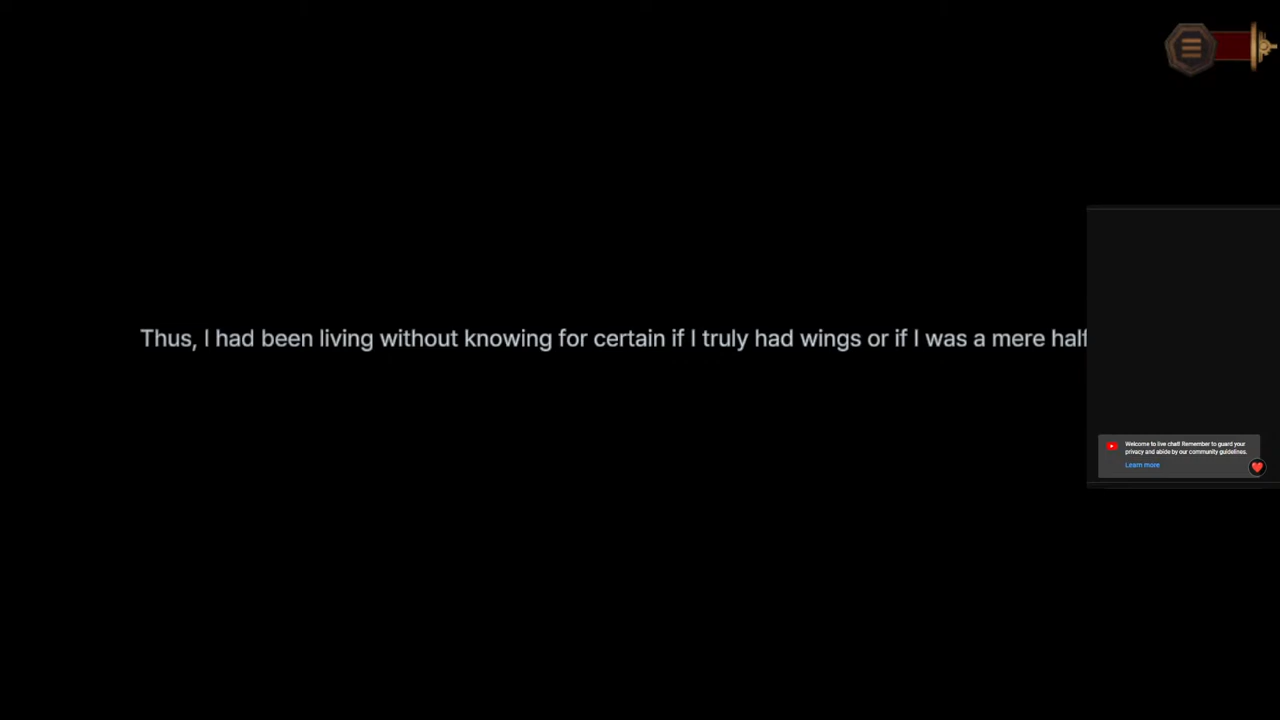 Thus, I had been living without knowing for certain if I truly had wings or if I was a mere half
Welcome to live chat! Remember to guard your
privacy and abide by our community guidelines.
Learn more